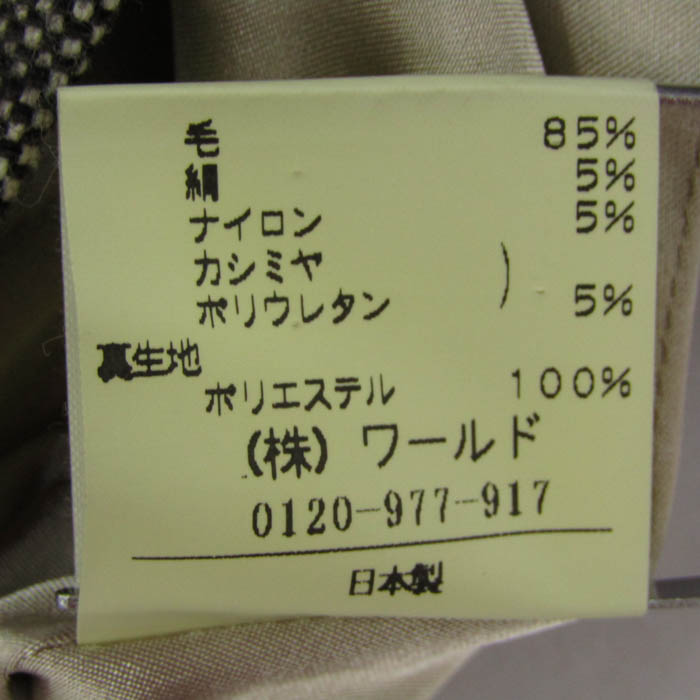 毛 85%
絹 5%
ナイロン 5%
カシミヤ )
ポリウレタン 5%
裏生地
ポリエステル 100%
(株) ワールド
0120-977-917
日本製